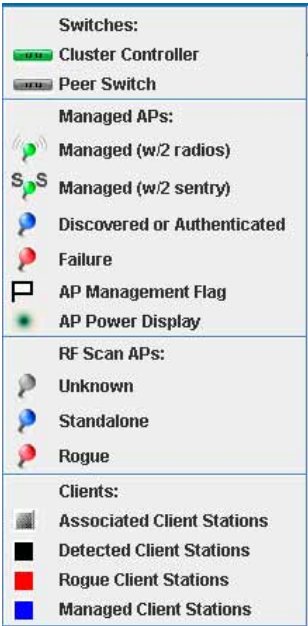 Switches:
Cluster Controller
Peer Switch
Managed APs:
Managed (w/2 radios)
S S Managed (w/2 sentry)
Discovered or Authenticated
Failure
AP Management Flag
AP Power Display
RF Scan APs:
Unknown
Standalone
Rogue
Clients:
Associated Client Stations
Detected Client Stations
Rogue Client Stations
Managed Client Stations